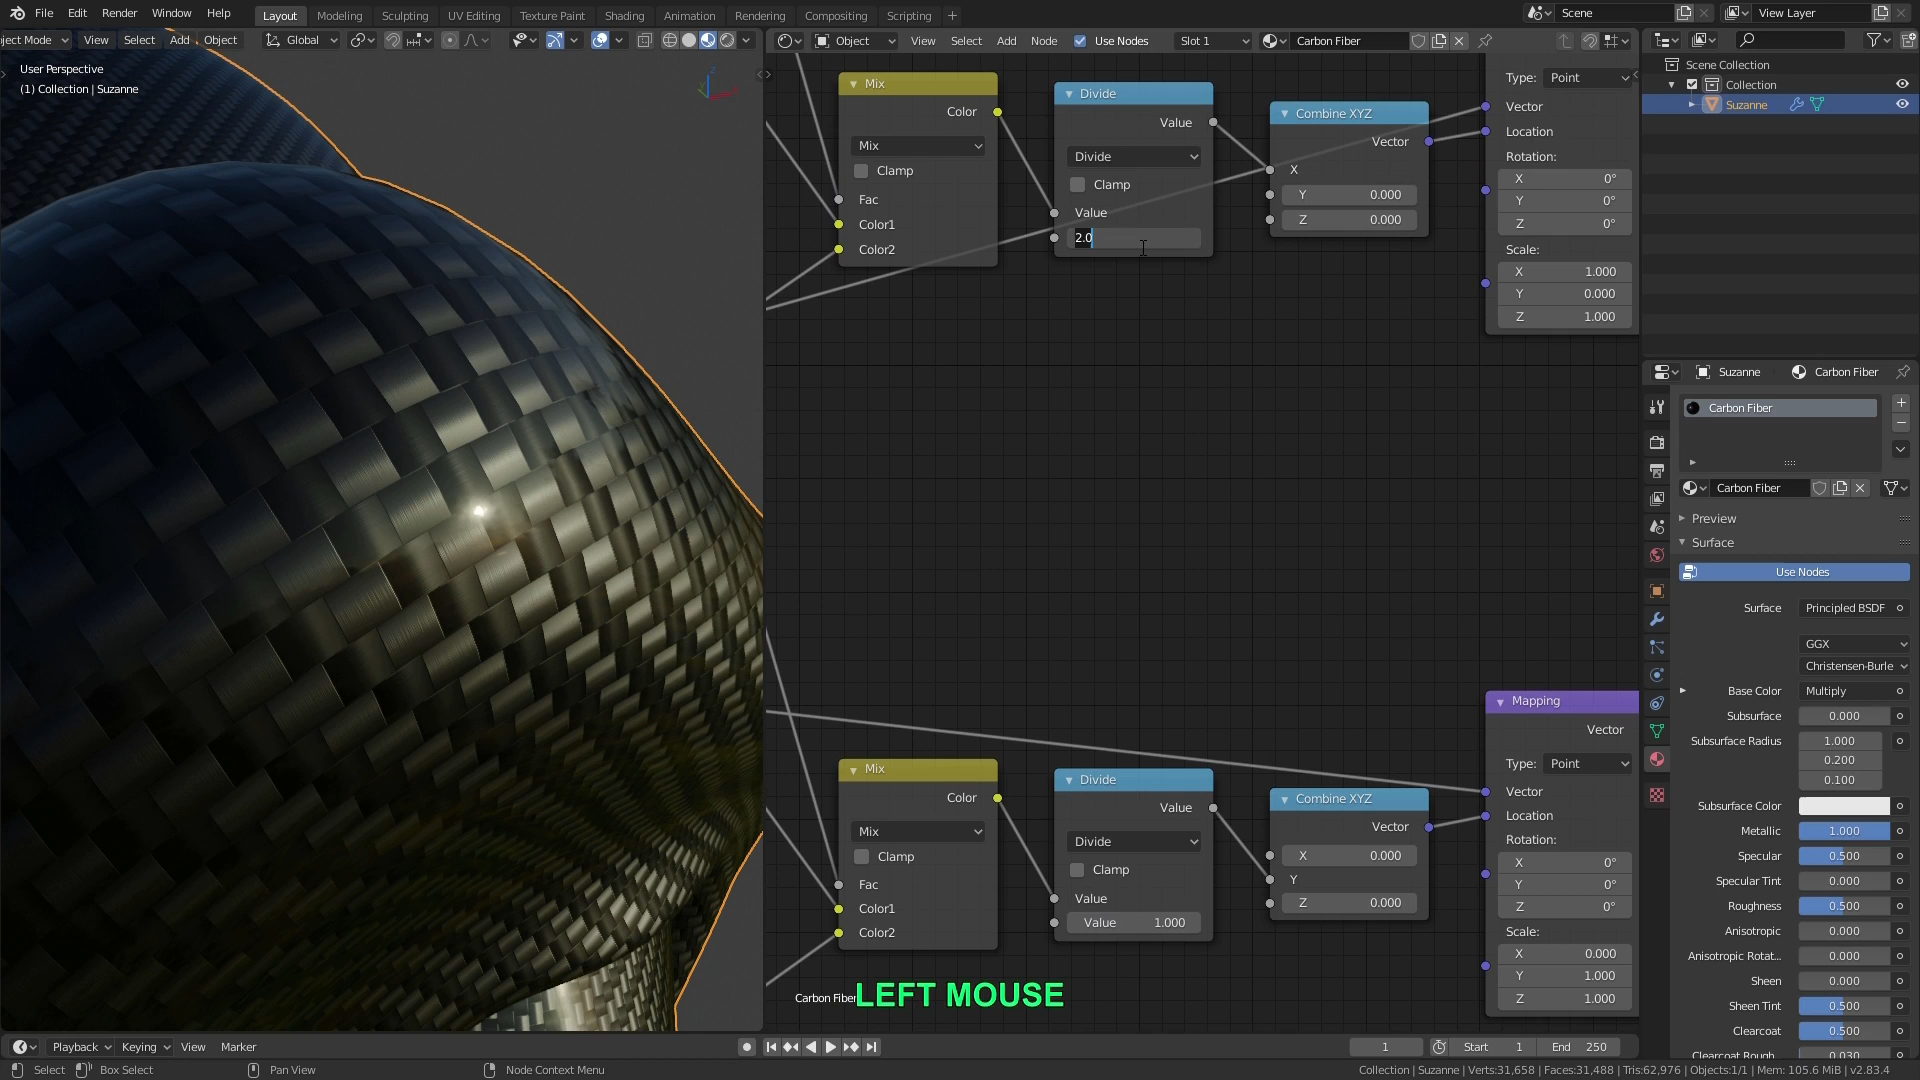 File Edit Render Window Help Layout Modeling Sculpting UV Editing Texture Paint Shading Animation Rendering Compositing Scripting + Scene View Layer
ject Mode View Select Add Object Global Object View Select Add Node Use Nodes Slot 1 Carbon Fiber
User Perspective
(1) Collection | Suzanne
Mix
Color
Mix
Clamp
Fac
Color1
Color2
Divide
Value
Divide
Clamp
Value
2.0
Combine XYZ
Vector
X
Y 0.000
Z 0.000
Type: Point
Vector
Location
Rotation:
X 0°
Y 0°
Z 0°
Scale:
X 1.000
Y 0.000
Z 1.000
Mix
Color
Mix
Clamp
Fac
Color1
Color2
Divide
Value
Divide
Clamp
Value
Value 1.000
Combine XYZ
Vector
X 0.000
Y
Z 0.000
Mapping
Vector
Type: Point
Vector
Location
Rotation:
X 0°
Y 0°
Z 0°
Scale:
X 0.000
Y 1.000
Z 1.000
Carbon Fiber
LEFT MOUSE
Scene Collection
Collection
Suzanne
Suzanne Carbon Fiber
Carbon Fiber
Carbon Fiber
Preview
Surface
Use Nodes
Surface Principled BSDF
GGX
Christensen-Burle
Base Color Multiply
Subsurface 0.000
Subsurface Radius 1.000
0.200
0.100
Subsurface Color
Metallic 1.000
Specular 0.500
Specular Tint 0.000
Roughness 0.500
Anisotropic 0.000
Anisotropic Rotat... 0.000
Sheen 0.000
Sheen Tint 0.500
Clearcoat 0.500
Clearcoat Rough... 0.030
Playback Keying View Marker 1 Start 1 End 250
Select Box Select Pan View Node Context Menu Collection | Suzanne | Verts:31,658 | Faces:31,488 | Tris:62,976 | Objects:1/1 | Mem: 105.6 MiB | v2.83.4